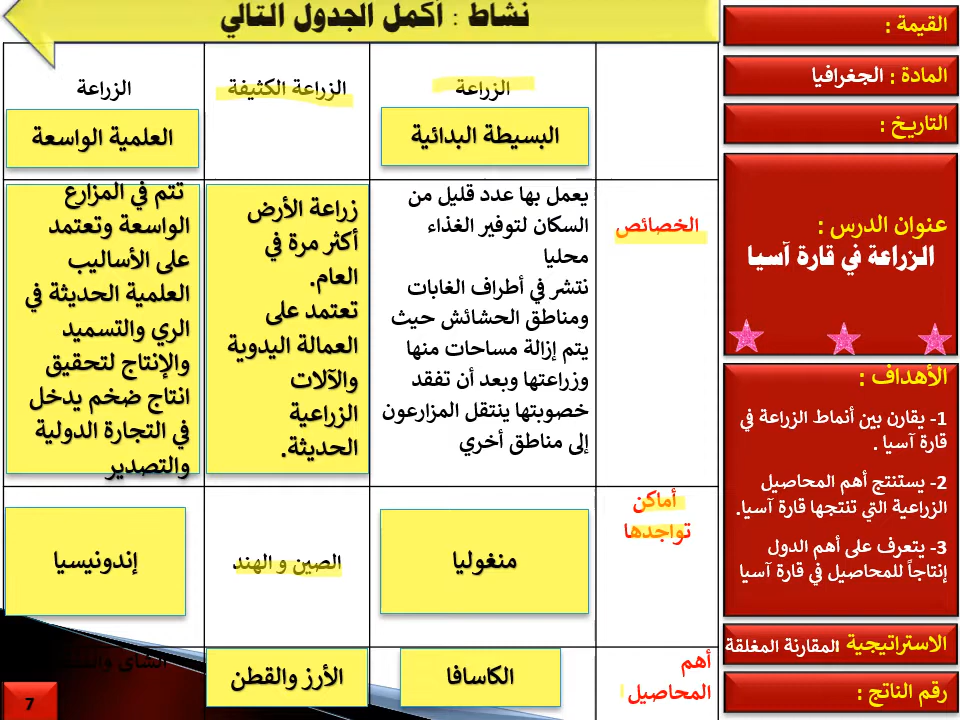 نشاط : أكمل الجدول التالي
القيمة :
المادة : الجغرافيا
التاريخ :
عنوان الدرس :
الزراعة في قارة آسيا
الأهداف :
1- يقارن بين أنماط الزراعة في
قارة آسيا .
2- يستنتج أهم المحاصيل
الزراعية التي تنتجها قارة آسيا.
3- يتعرف على أهم الدول
إنتاجاً للمحاصيل في قارة آسيا
الاستراتيجية المقارنة المغلقة
رقم الناتج :
الزراعة
البسيطة البدائية
الزراعة الكثيفة
الزراعة
العلمية الواسعة
الخصائص
يعمل بها عدد قليل من
السكان لتوفير الغذاء
محليا
نتشر في أطراف الغابات
ومناطق الحشائش حيث
يتم إزالة مساحات منها
وزراعتها وبعد أن تفقد
خصوبتها ينتقل المزارعون
إلى مناطق أخري
زراعة الأرض
أكثر مرة في
العام.
تعتمد على
العمالة اليدوية
والآلات
الزراعية
الحديثة.
تتم في المزارع
الواسعة وتعتمد
على الأساليب
العلمية الحديثة في
الري والتسميد
والإنتاج لتحقيق
انتاج ضخم يدخل
في التجارة الدولية
والتصدير
أماكن
تواجدها
منغوليا
الصين و الهند
إندونيسيا
أهم
المحاصيل
الكاسافا
الأرز والقطن
الشاى
7